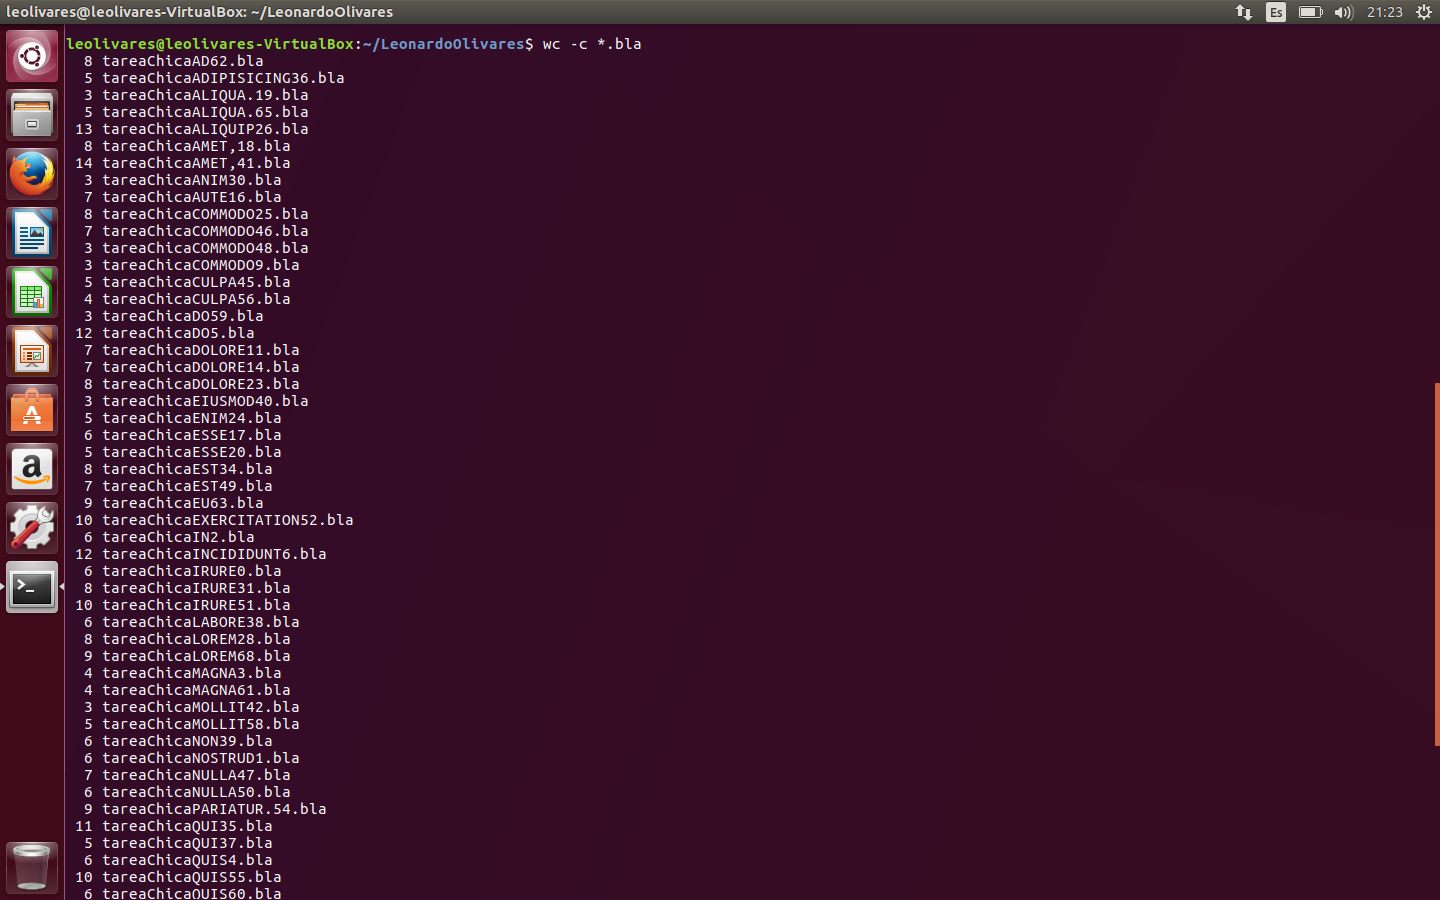 leolivares@leolivares-VirtualBox: ~/LeonardoOlivares
Es
21:23
leolivares@leolivares-VirtualBox:~/LeonardoOlivares$ wc -c *.bla
8 tareaChicaAD62.bla
5 tareaChicaADIPISICING36.bla
3 tareaChicaALIQUA.19.bla
5 tareaChicaALIQUA.65.bla
13 tareaChicaALIQUIP26.bla
8 tareaChicaAMET,18.bla
14 tareaChicaAMET,41.bla
3 tareaChicaANIM30.bla
7 tareaChicaAUTE16.bla
8 tareaChicaCOMMODO25.bla
7 tareaChicaCOMMODO46.bla
3 tareaChicaCOMMODO48.bla
3 tareaChicaCOMMODO9.bla
5 tareaChicaCULPA45.bla
4 tareaChicaCULPA56.bla
3 tareaChicaDO59.bla
12 tareaChicaDO5.bla
7 tareaChicaDOLORE11.bla
7 tareaChicaDOLORE14.bla
8 tareaChicaDOLORE23.bla
3 tareaChicaEIUSMOD40.bla
5 tareaChicaENIM24.bla
6 tareaChicaESSE17.bla
5 tareaChicaESSE20.bla
8 tareaChicaEST34.bla
7 tareaChicaEST49.bla
9 tareaChicaEU63.bla
10 tareaChicaEXERCITATION52.bla
6 tareaChicaIN2.bla
12 tareaChicaINCIDIDUNT6.bla
6 tareaChicaIRURE0.bla
8 tareaChicaIRURE31.bla
10 tareaChicaIRURE51.bla
6 tareaChicaLABORE38.bla
8 tareaChicaLOREM28.bla
9 tareaChicaLOREM68.bla
4 tareaChicaMAGNA3.bla
4 tareaChicaMAGNA61.bla
3 tareaChicaMOLLIT42.bla
5 tareaChicaMOLLIT58.bla
6 tareaChicaNON39.bla
6 tareaChicaNOSTRUD1.bla
7 tareaChicaNULLA47.bla
6 tareaChicaNULLA50.bla
9 tareaChicaPARIATUR.54.bla
11 tareaChicaQUI35.bla
5 tareaChicaQUI37.bla
6 tareaChicaQUIS4.bla
10 tareaChicaQUIS55.bla
6 tareaChicaQUIS60.bla